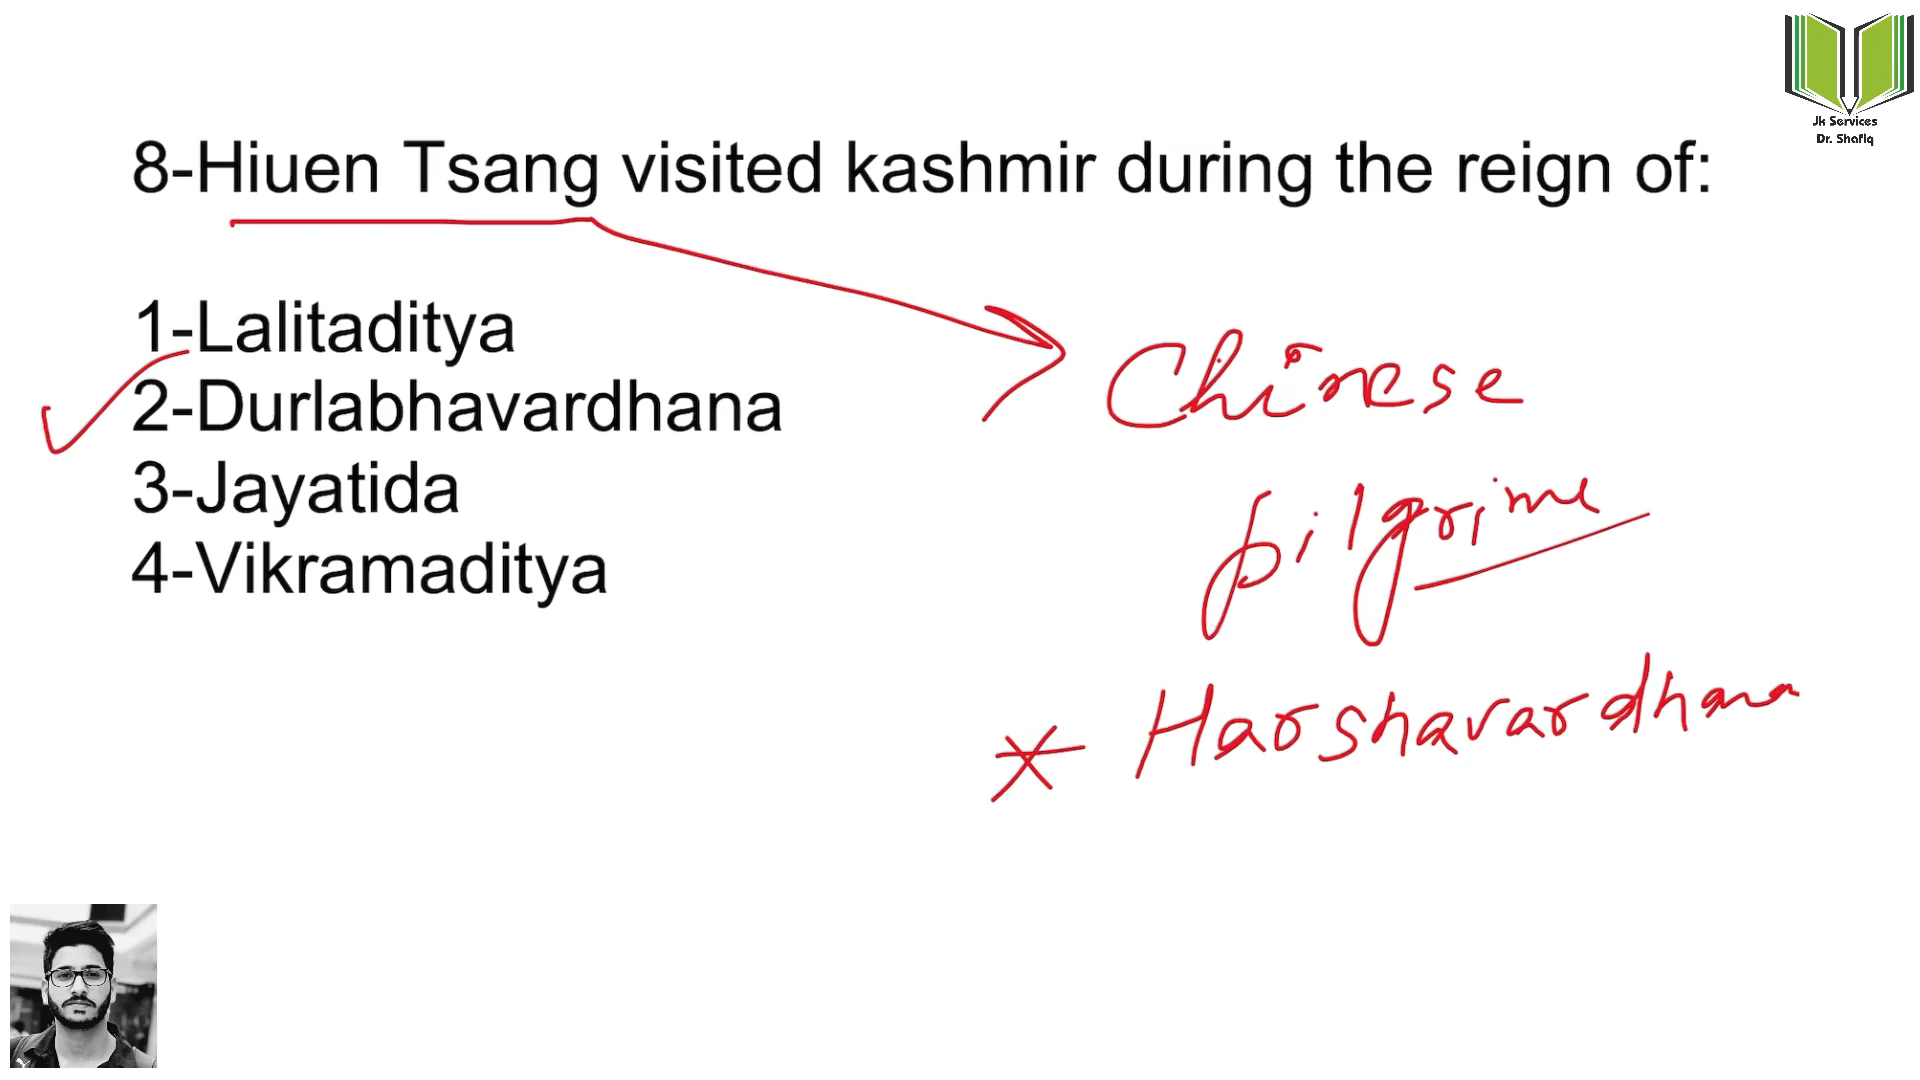 Jk Services
Dr. Shafiq
8-Hiuen Tsang visited kashmir during the reign of:
1-Lalitaditya
2-Durlabhavardhana
3-Jayatida
4-Vikramaditya
Chinese
pilgrime
* Harshavardhana